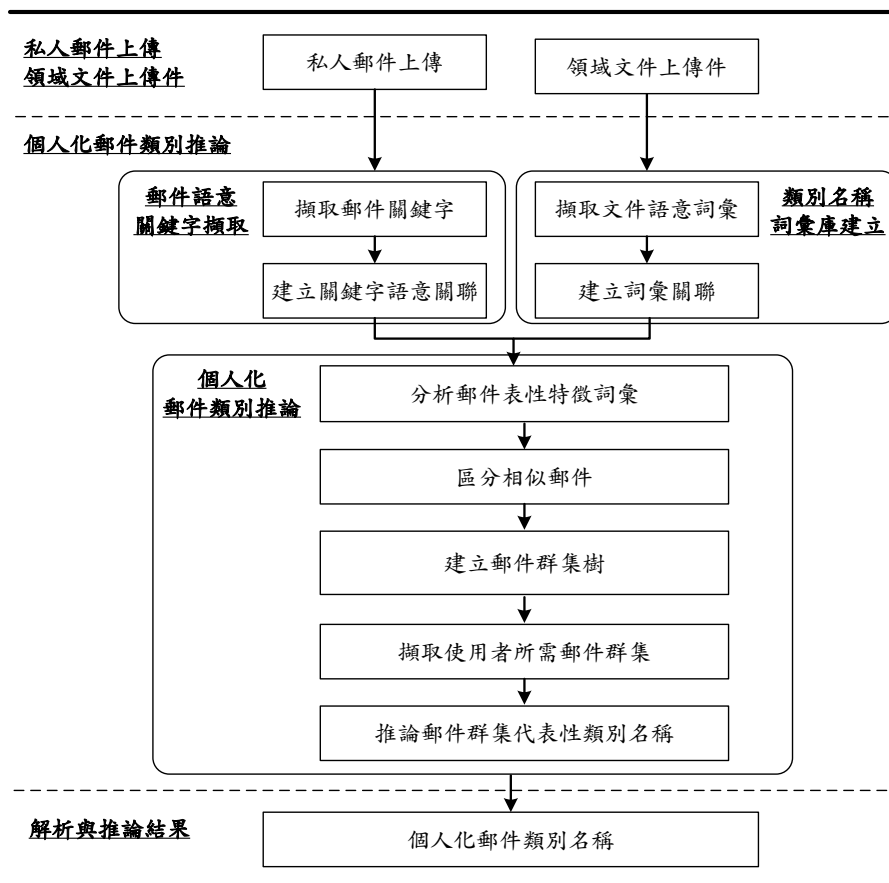 私人郵件上傳
領域文件上傳件
私人郵件上傳
領域文件上傳件
個人化郵件類別推論
郵件語意
關鍵字擷取
擷取郵件關鍵字
建立關鍵字語意關聯
擷取文件語意詞彙
建立詞彙關聯
類別名稱
詞彙庫建立
個人化
郵件類別推論
分析郵件表性特徵詞彙
區分相似郵件
建立郵件群集樹
擷取使用者所需郵件群集
推論郵件群集代表性類別名稱
解析與推論結果
個人化郵件類別名稱